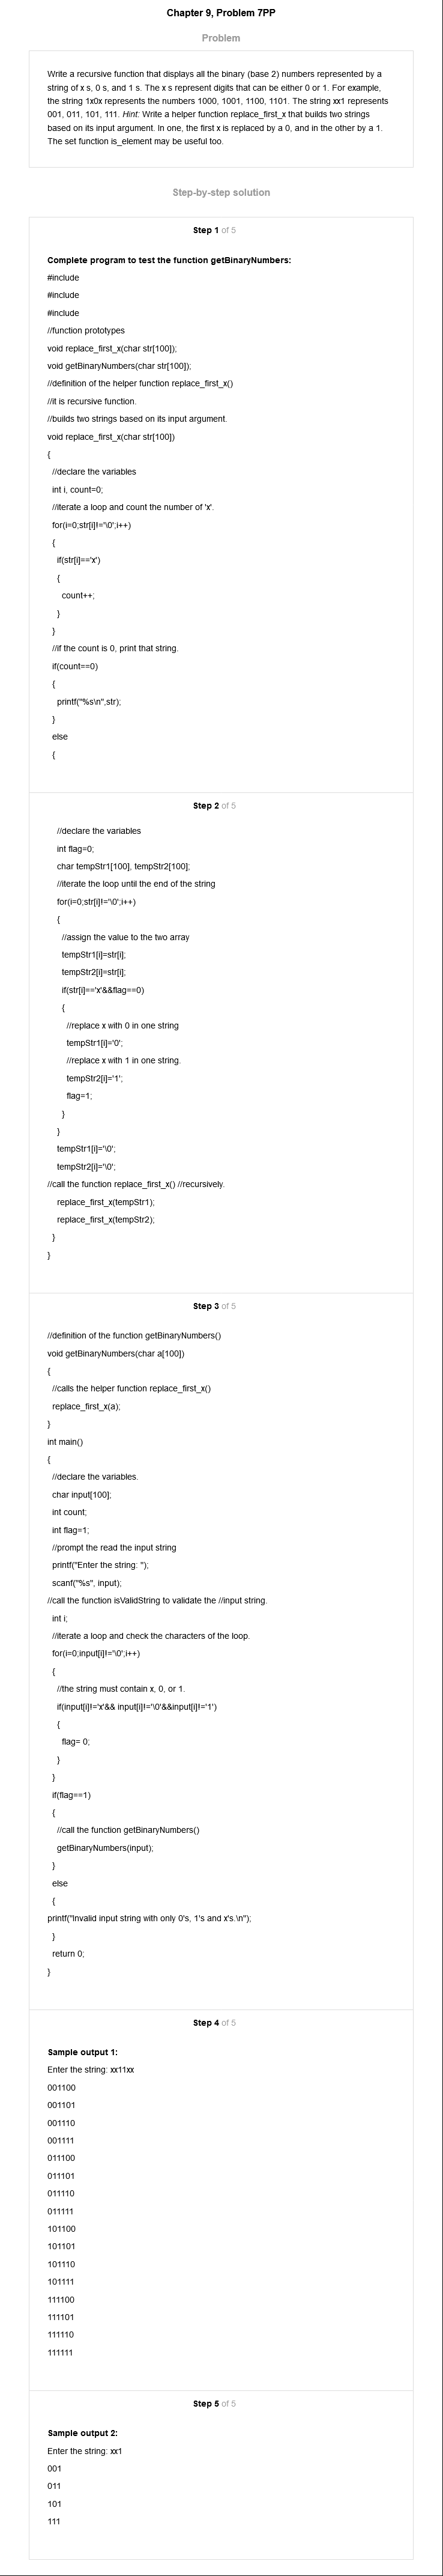 Chapter 9, Problem 7PP
Problem
Write a recursive function that displays all the binary (base 2) numbers represented by a
string of x s, 0 s, and 1 s. The x s represent digits that can be either 0 or 1. For example,
the string 1x0x represents the numbers 1000, 1001, 1100, 1101. The string xx1 represents
001, 011, 101, 111. Hint: Write a helper function replace_first_x that builds two strings
based on its input argument. In one, the first x is replaced by a 0, and in the other by a 1.
The set function is_element may be useful too.
Step-by-step solution
Step 1 of 5
Complete program to test the function getBinaryNumbers:
#include
#include
#include
//function prototypes
void replace_first_x(char str[100]);
void getBinaryNumbers(char str[100]);
//definition of the helper function replace_first_x()
//it is recursive function.
//builds two strings based on its input argument.
void replace_first_x(char str[100])
{
//declare the variables
int i, count=0;
//iterate a loop and count the number of 'x'.
for(i=0;str[i]!='\0';i++)
{
if(str[i]=='x')
{
count++;
}
}
//if the count is 0, print that string.
if(count==0)
{
printf("%s\n",str);
}
else
{
Step 2 of 5
//declare the variables
int flag=0;
char tempStr1[100], tempStr2[100];
//iterate the loop until the end of the string
for(i=0;str[i]!='\0';i++)
{
//assign the value to the two array
tempStr1[i]=str[i];
tempStr2[i]=str[i];
if(str[i]=='x'&&flag==0)
{
//replace x with 0 in one string
tempStr1[i]='0';
//replace x with 1 in one string.
tempStr2[i]='1';
flag=1;
}
}
tempStr1[i]='\0';
tempStr2[i]='\0';
//call the function replace_first_x() //recursively.
replace_first_x(tempStr1);
replace_first_x(tempStr2);
}
}
Step 3 of 5
//definition of the function getBinaryNumbers()
void getBinaryNumbers(char a[100])
{
//calls the helper function replace_first_x()
replace_first_x(a);
}
int main()
{
//declare the variables.
char input[100];
int count;
int flag=1;
//prompt the read the input string
printf("Enter the string: ");
scanf("%s", input);
//call the function isValidString to validate the //input string.
int i;
//iterate a loop and check the characters of the loop.
for(i=0;input[i]!='\0';i++)
{
//the string must contain x, 0, or 1.
if(input[i]!='x'&& input[i]!='\0'&&input[i]!='1')
{
flag= 0;
}
}
if(flag==1)
{
//call the function getBinaryNumbers()
getBinaryNumbers(input);
}
else
{
printf("Invalid input string with only 0's, 1's and x's.\n");
}
return 0;
}
Step 4 of 5
Sample output 1:
Enter the string: xx11xx
001100
001101
001110
001111
011100
011101
011110
011111
101100
101101
101110
101111
111100
111101
111110
111111
Step 5 of 5
Sample output 2:
Enter the string: xx1
001
011
101
111